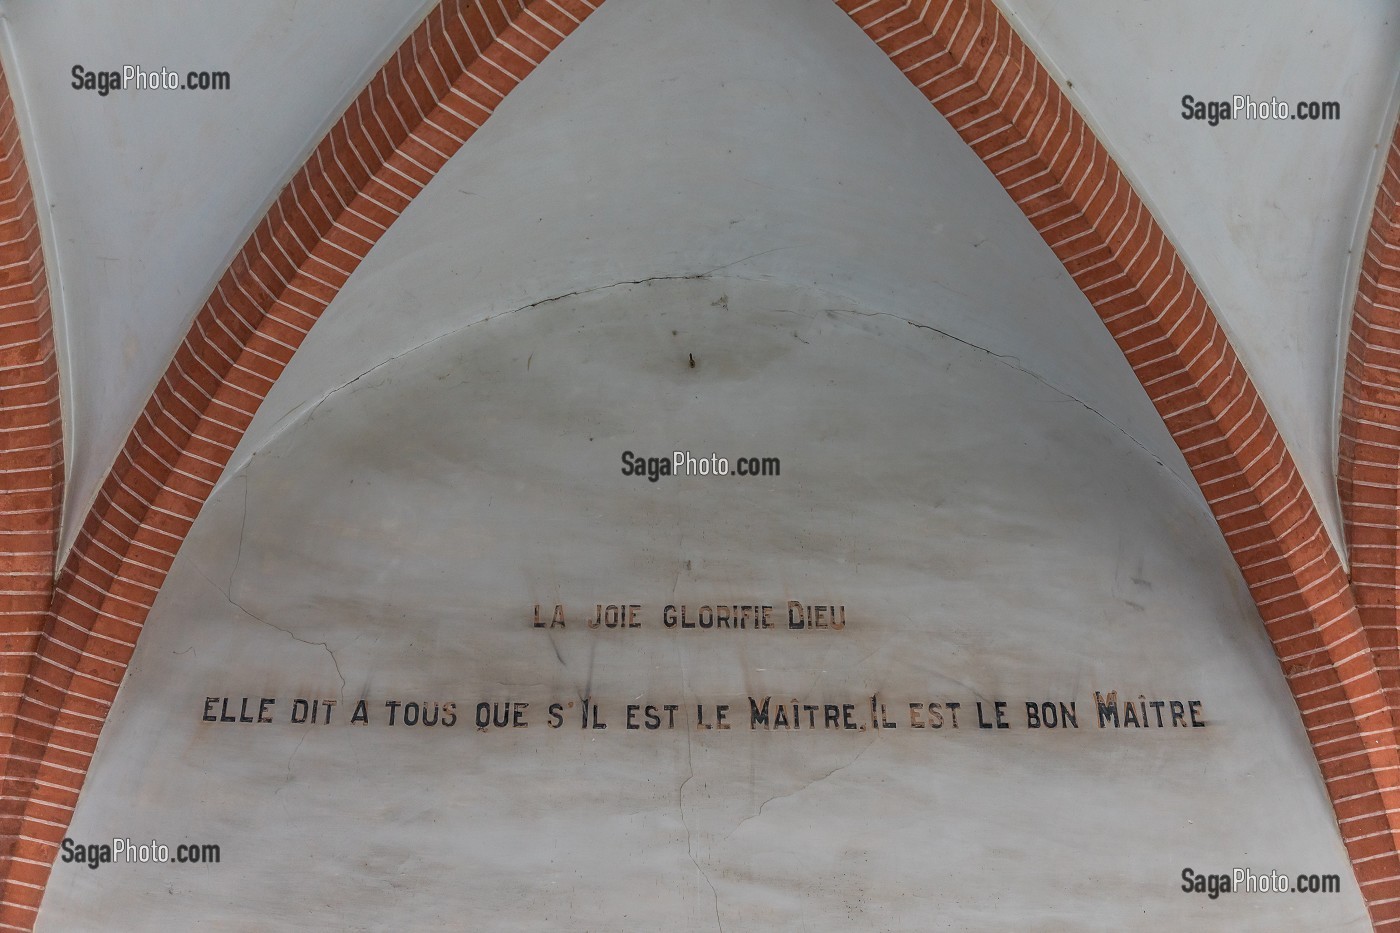 SagaPhoto.com
SagaPhoto.com
SagaPhoto.com
LA JOIE GLORIFIE DIEU
ELLE DIT A TOUS QUE S'IL EST LE MAÎTRE, IL EST LE BON MAÎTRE
SagaPhoto.com
SagaPhoto.com